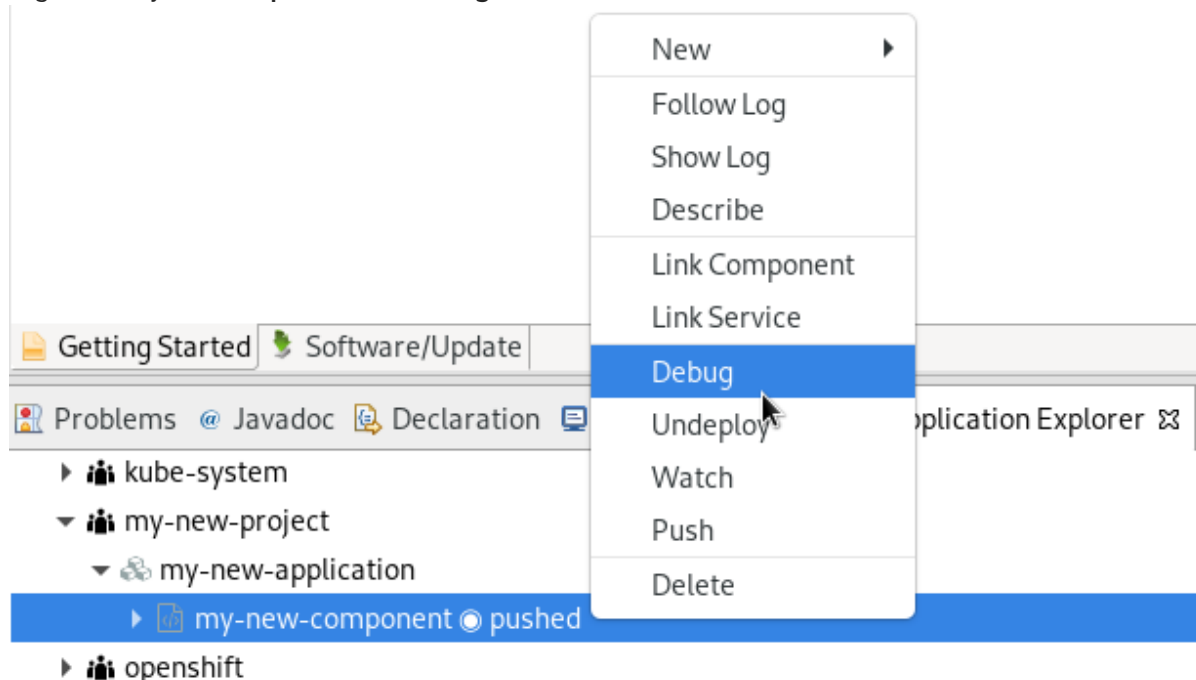 New
Follow Log
Show Log
Describe
Link Component
Link Service
Debug
Undeploy
Watch
Push
Delete
Getting Started Software/Update
Problems @ Javadoc Declaration Explorer
kube-system
my-new-project
my-new-application
my-new-component pushed
openshift